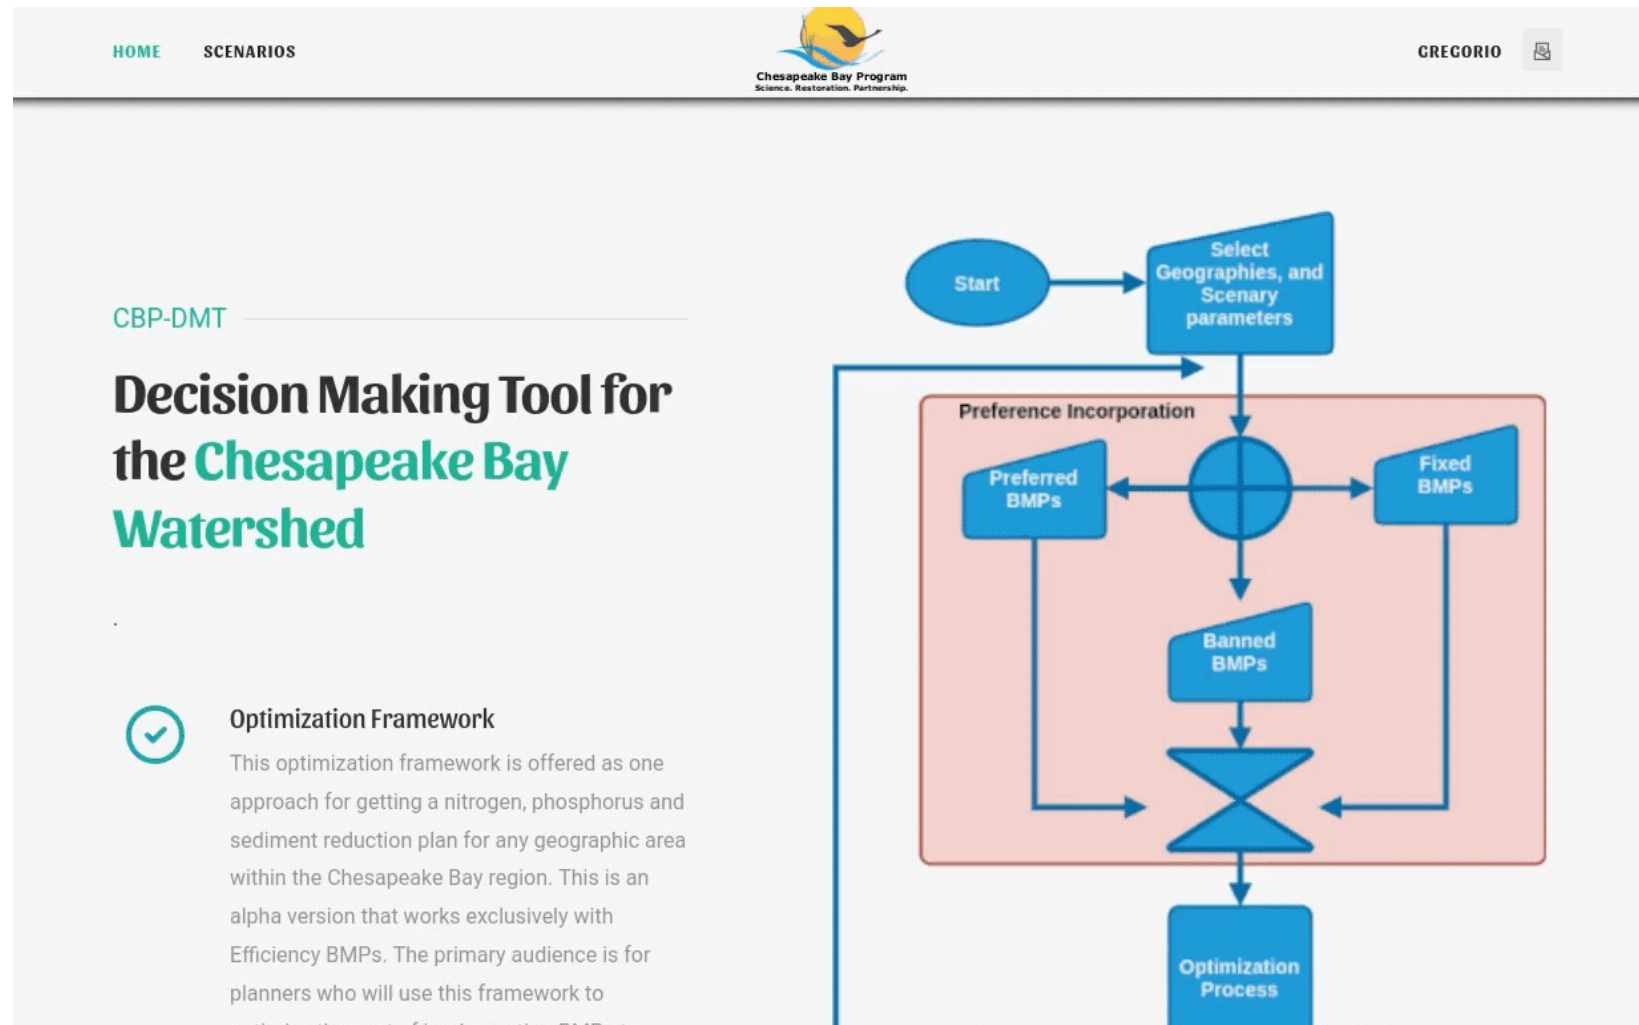 HOME SCENARIOS
Chesapeake Bay Program
Science. Restoration. Partnership.
GREGORIO
CBP-DMT
Decision Making Tool for
the Chesapeake Bay
Watershed
.
Optimization Framework
This optimization framework is offered as one
approach for getting a nitrogen, phosphorus and
sediment reduction plan for any geographic area
within the Chesapeake Bay region. This is an
alpha version that works exclusively with
Efficiency BMPs. The primary audience is for
planners who will use this framework to
Start
Select
Geographies, and
Scenary
parameters
Preference Incorporation
Preferred
BMPs
Fixed
BMPs
Banned
BMPs
Optimization
Process